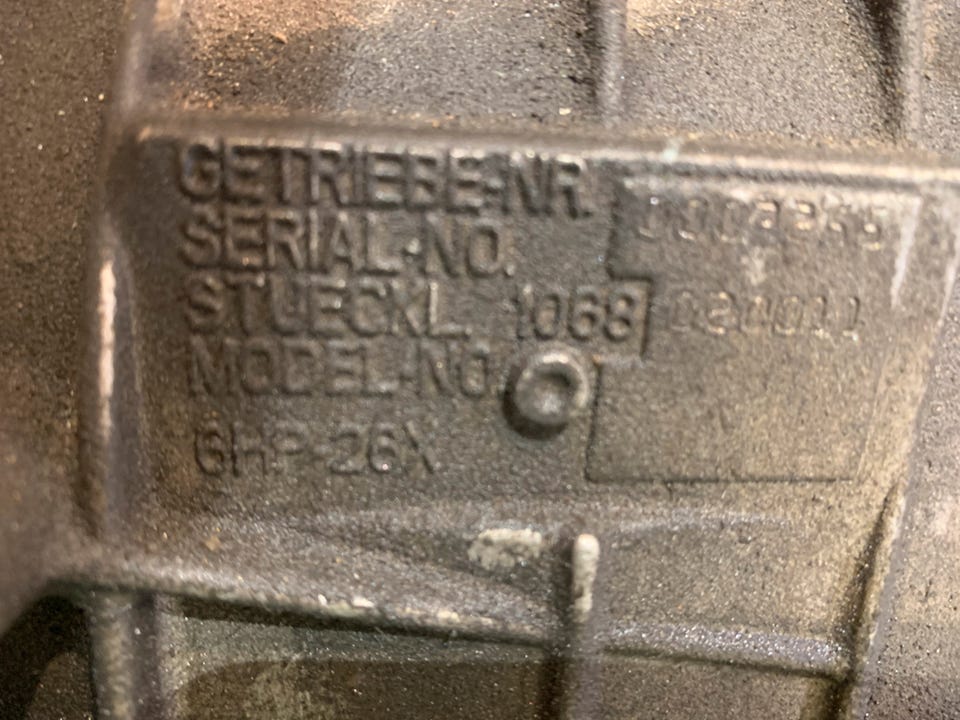 GETRIEBE-NR.
SERIAL-NO.
STUECKL. 1068
MODEL-NO.
6HP-26X